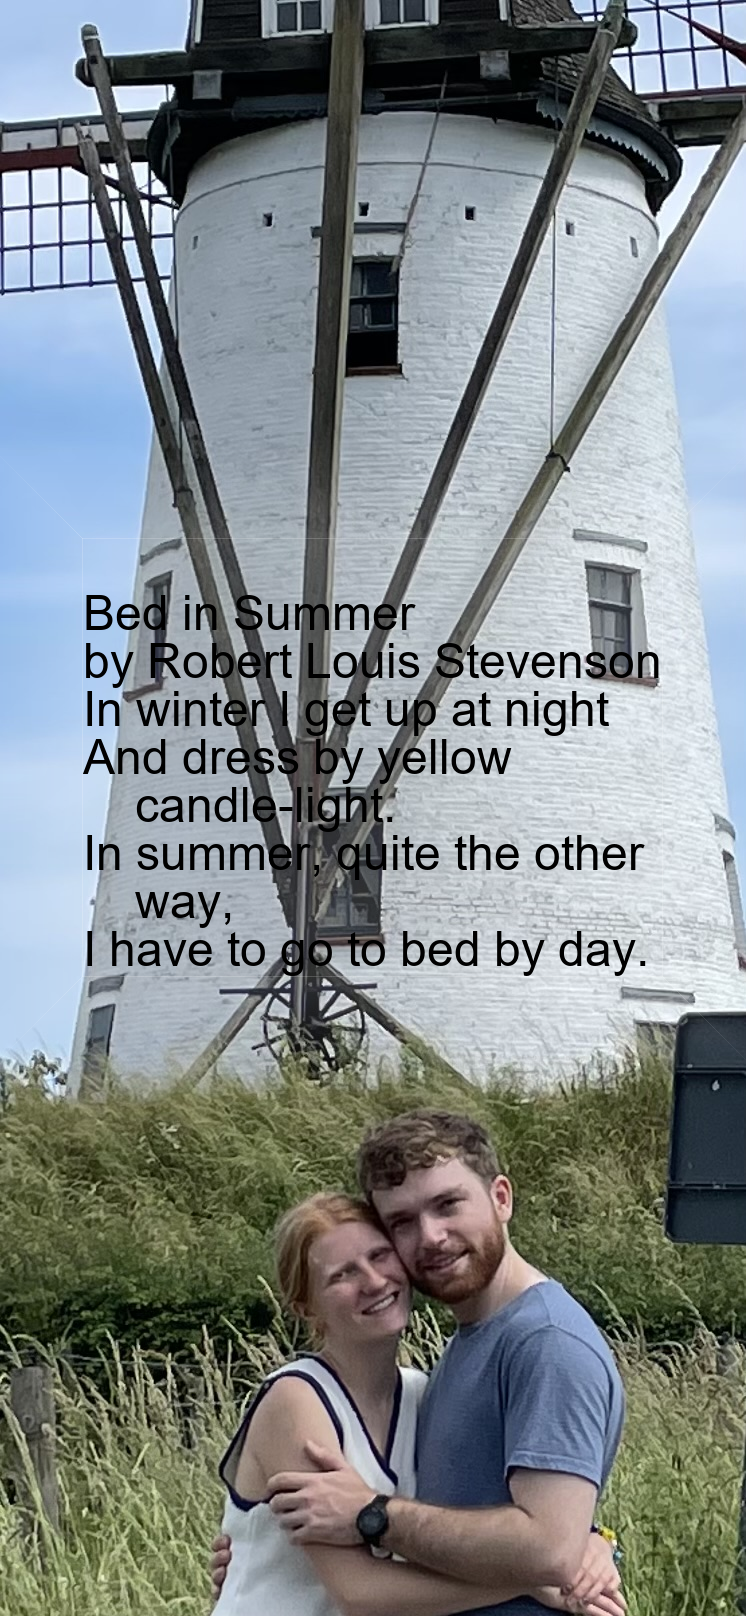 Bed in Summer
by Robert Louis Stevenson
In winter I get up at night
And dress by yellow
candle-light.
In summer, quite the other
way,
I have to go to bed by day.